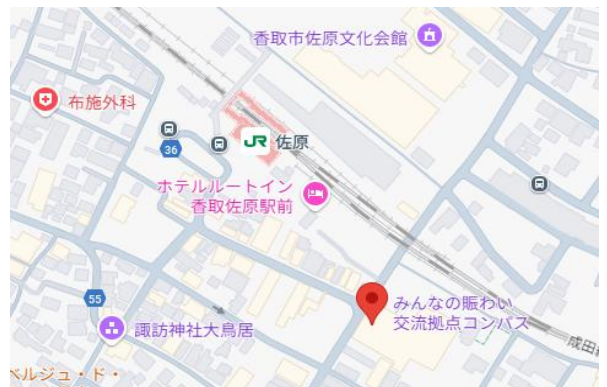 香取市佐原文化会館
布施外科
36
JR 佐原
ホテルルートイン
香取佐原駅前
55
みんなの賑わい
交流拠点コンパス
諏訪神社大鳥居
成田線
ベルジュ・ド・